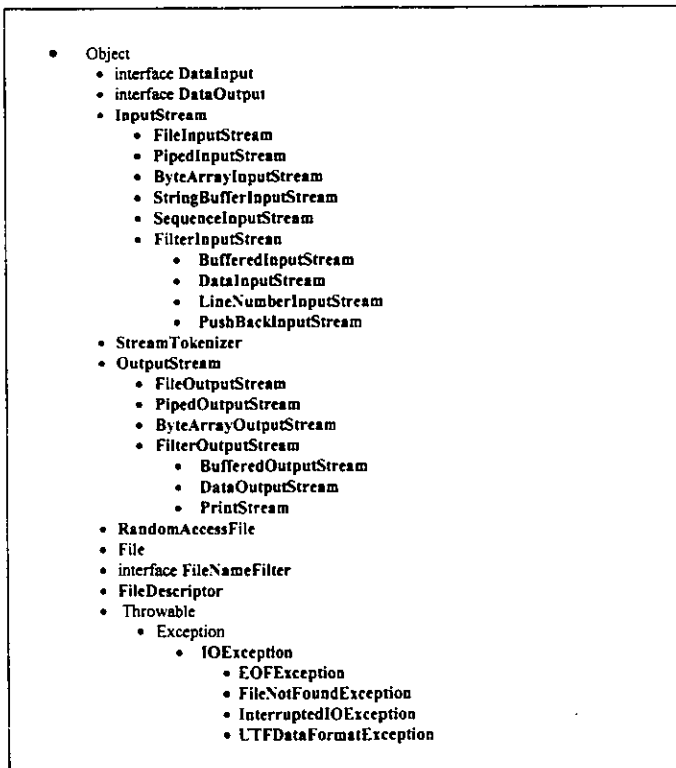 • Object
• interface DataInput
• interface DataOutput
• InputStream
• FileInputStream
• PipedInputStream
• ByteArrayInputStream
• StringBufferInputStream
• SequenceInputStream
• FilterInputStrean
• BufferedInputStream
• DataInputStream
• LineNumberInputStream
• PushBackInputStream
• StreamTokenizer
• OutputStream
• FileOutputStream
• PipedOutputStream
• ByteArrayOutputStream
• FilterOutputStream
• BufferedOutputStream
• DataOutputStream
• PrintStream
• RandomAccessFile
• File
• interface FileNameFilter
• FileDescriptor
• Throwable
• Exception
• IOException
• EOFException
• FileNotFoundException
• InterruptedIOException
• UTFDataFormatException